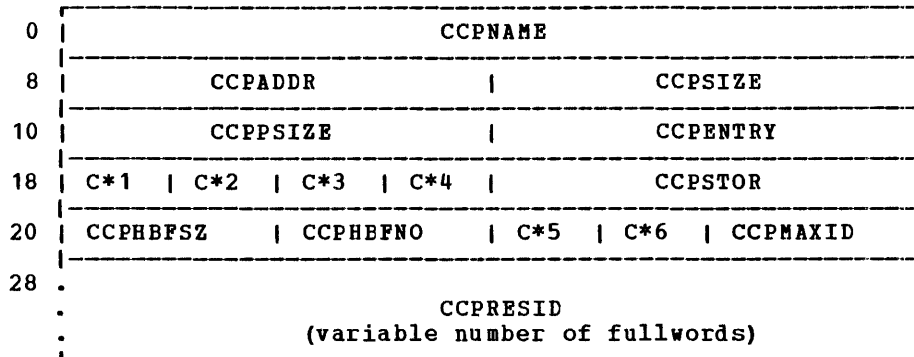 0 CCPNAME
8 CCPADDR | CCPSIZE
10 CCPPSIZE | CCPENTRY
18 C*1 | C*2 | C*3 | C*4 | CCPSTOR
20 CCPHBFSZ | CCPHBFNO | C*5 | C*6 | CCPMAXID
28
CCPRESID
(variable number of fullwords)